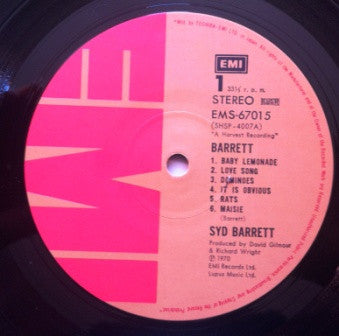 EMI
EMI
1
33⅓ r. p. m.
STEREO
EMS-67015
(SHSP-4007A)
"A Harvest Recording"
BARRETT
1. BABY LEMONADE
2. LOVE SONG
3. DOMINOES
4. IT IS OBVIOUS
5. RATS
6. MAISIE
(Barrett)
SYD BARRETT
Produced by David Gilmour
& Richard Wright
Ⓟ 1970
EMI Records Ltd.
Lupus Music Ltd.